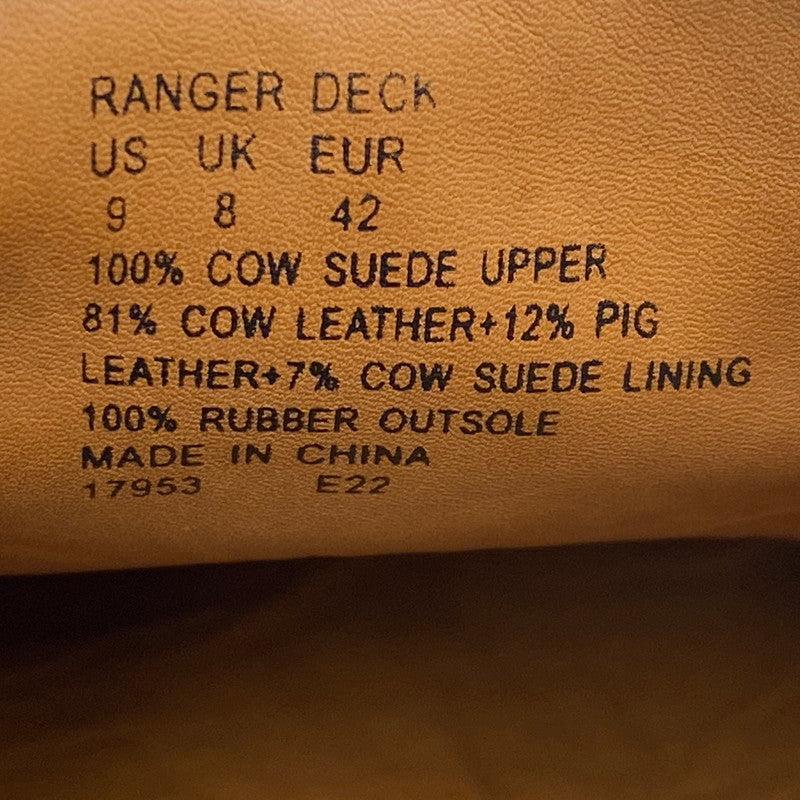 RANGER DECK
US UK EUR
9 8 42
100% COW SUEDE UPPER
81% COW LEATHER+12% PIG
LEATHER+7% COW SUEDE LINING
100% RUBBER OUTSOLE
MADE IN CHINA
17953 E22